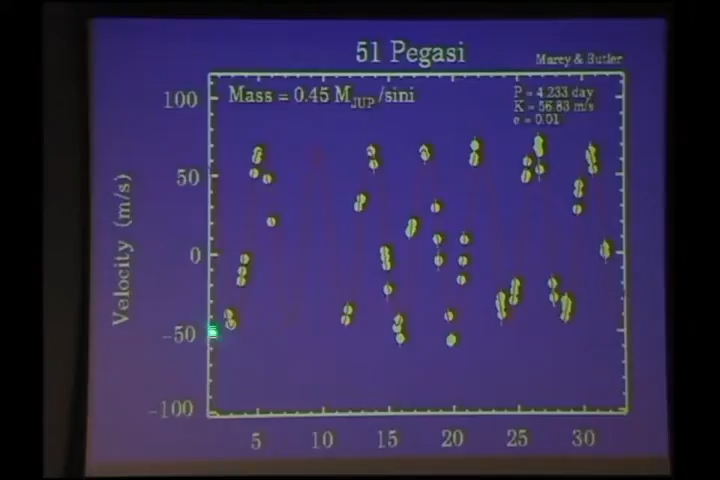 51 Pegasi
Marcy & Butler
Mass = 0.45 M_JUP /sini
P = 4.233 day
K = 56.83 m/s
e = 0.01
Velocity (m/s)
100
50
0
-50
-100
5 10 15 20 25 30